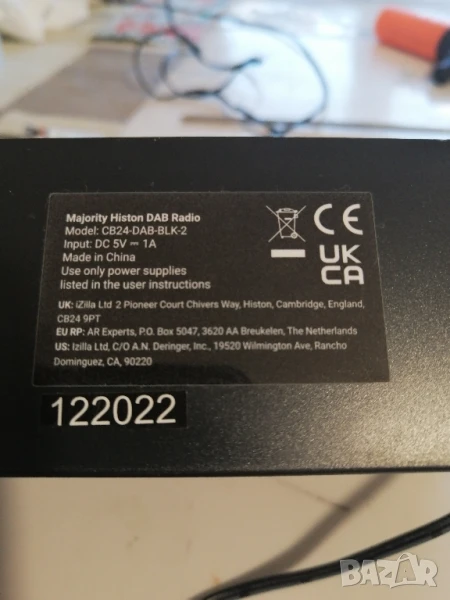 Majority Histon DAB Radio
Model: CB24-DAB-BLK-2
Input: DC 5V ⎓ 1A
Made in China
Use only power supplies
listed in the user instructions
CE
UK
CA
UK: iZilla Ltd 2 Pioneer Court Chivers Way, Histon, Cambridge, England,
CB24 9PT
EU RP: AR Experts, P.O. Box 5047, 3620 AA Breukelen, The Netherlands
US: Izilla Ltd, C/O A.N. Deringer, Inc., 19520 Wilmington Ave, Rancho
Dominguez, CA, 90220
122022
BAZAR